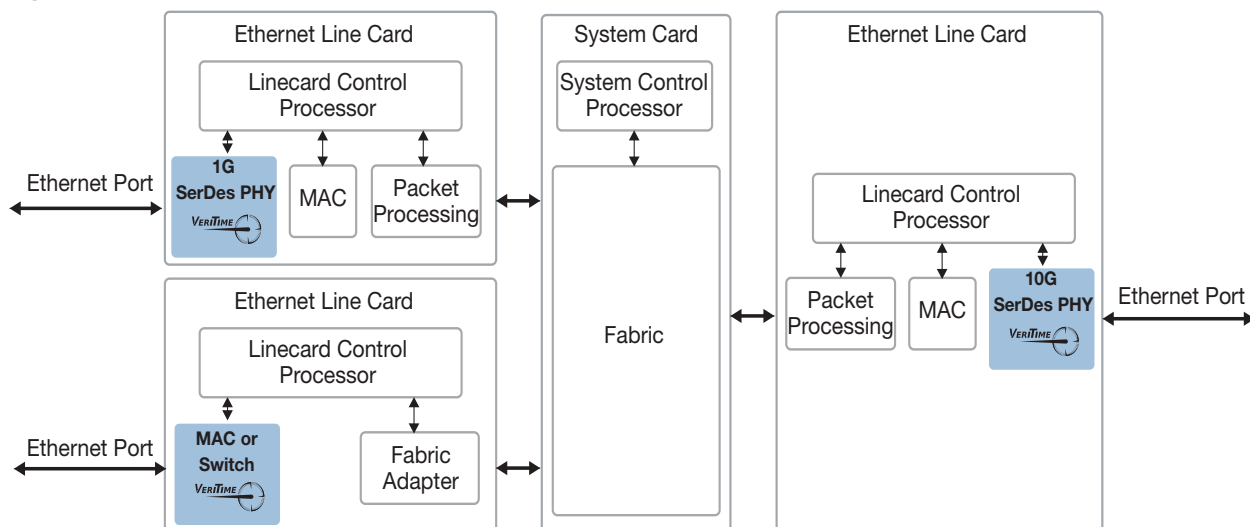 Ethernet Line Card
Linecard Control
Processor
1G
SerDes PHY
VERITIME
MAC
Packet
Processing
Ethernet Port
Ethernet Line Card
Linecard Control
Processor
MAC or
Switch
VERITIME
Fabric
Adapter
Ethernet Port
System Card
System Control
Processor
Fabric
Ethernet Line Card
Linecard Control
Processor
Packet
Processing
MAC
10G
SerDes PHY
VERITIME
Ethernet Port